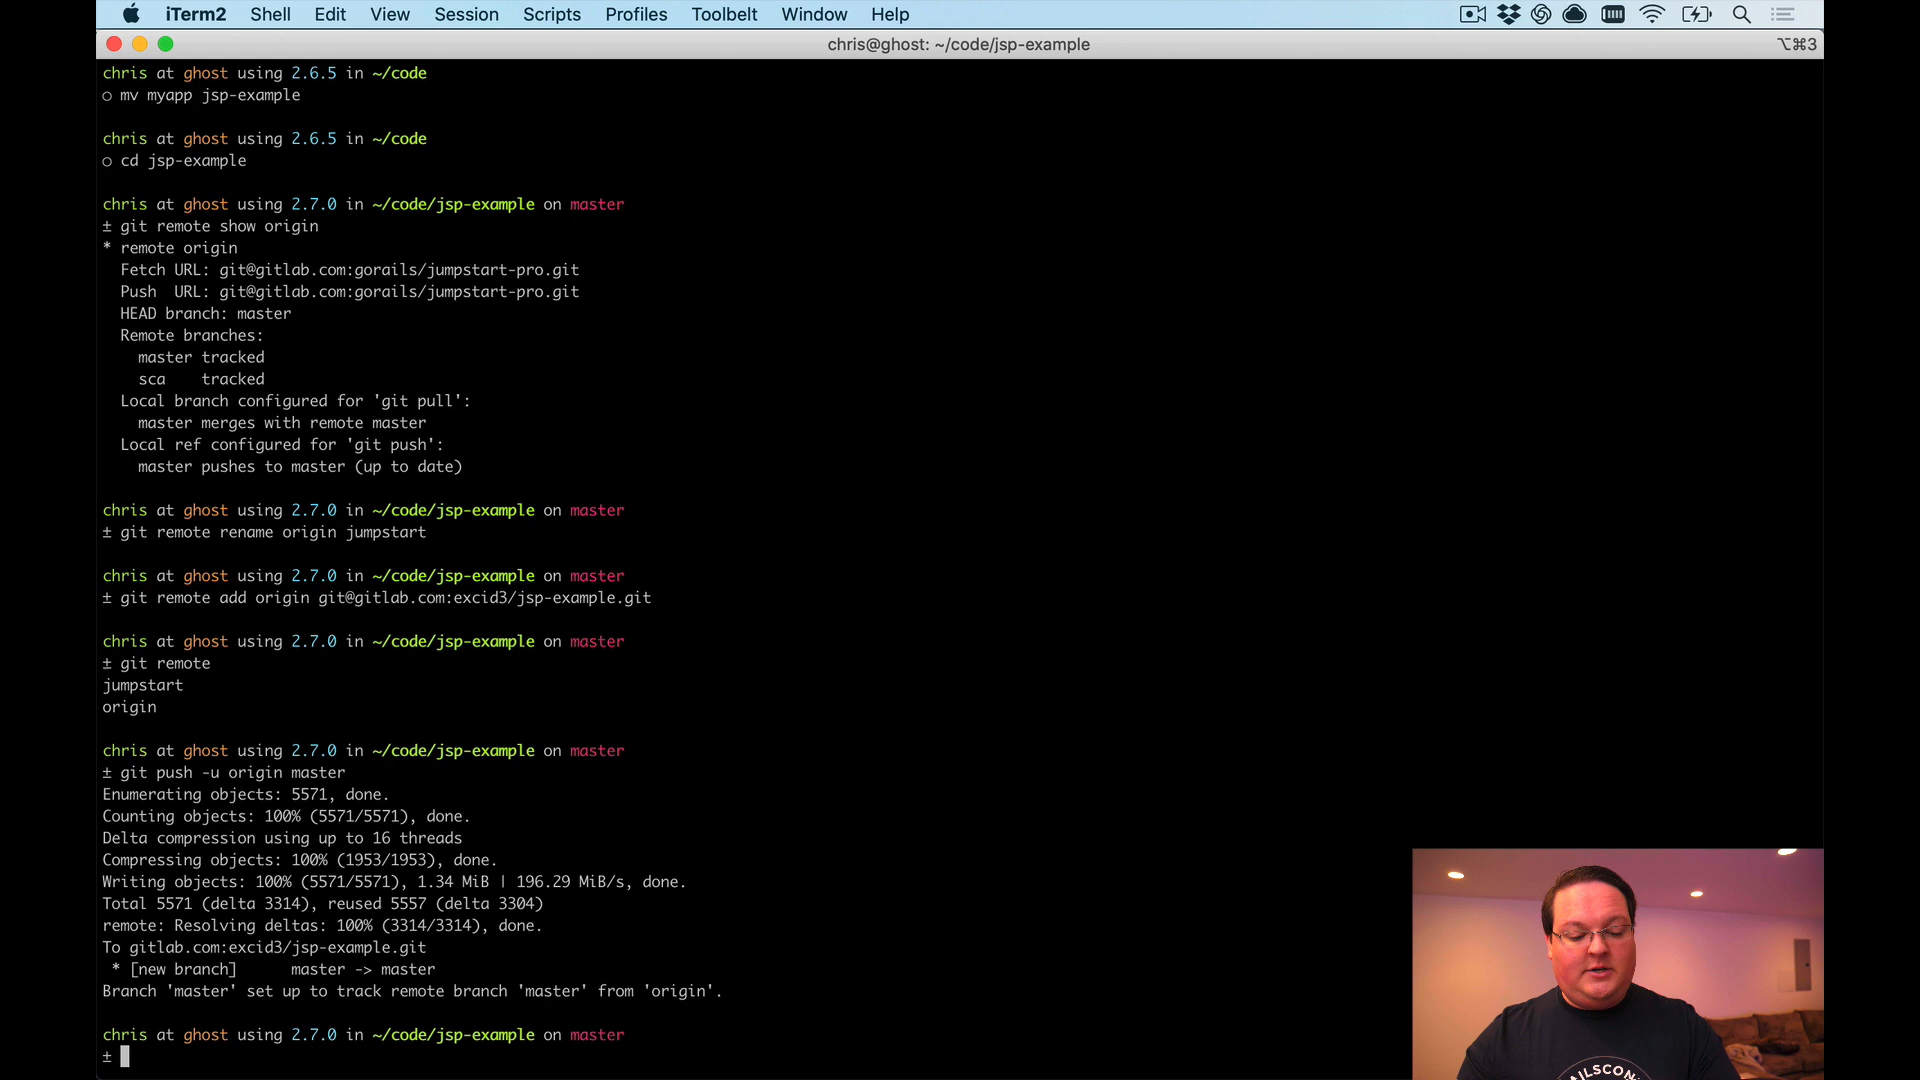 iTerm2 Shell Edit View Session Scripts Profiles Toolbelt Window Help
chris@ghost: ~/code/jsp-example ⌥⌘3
chris at ghost using 2.6.5 in ~/code
○ mv myapp jsp-example
chris at ghost using 2.6.5 in ~/code
○ cd jsp-example
chris at ghost using 2.7.0 in ~/code/jsp-example on master
± git remote show origin
* remote origin
Fetch URL: git@gitlab.com:gorails/jumpstart-pro.git
Push  URL: git@gitlab.com:gorails/jumpstart-pro.git
HEAD branch: master
Remote branches:
master tracked
sca    tracked
Local branch configured for 'git pull':
master merges with remote master
Local ref configured for 'git push':
master pushes to master (up to date)
chris at ghost using 2.7.0 in ~/code/jsp-example on master
± git remote rename origin jumpstart
chris at ghost using 2.7.0 in ~/code/jsp-example on master
± git remote add origin git@gitlab.com:excid3/jsp-example.git
chris at ghost using 2.7.0 in ~/code/jsp-example on master
± git remote
jumpstart
origin
chris at ghost using 2.7.0 in ~/code/jsp-example on master
± git push -u origin master
Enumerating objects: 5571, done.
Counting objects: 100% (5571/5571), done.
Delta compression using up to 16 threads
Compressing objects: 100% (1953/1953), done.
Writing objects: 100% (5571/5571), 1.34 MiB | 196.29 MiB/s, done.
Total 5571 (delta 3314), reused 5557 (delta 3304)
remote: Resolving deltas: 100% (3314/3314), done.
To gitlab.com:excid3/jsp-example.git
* [new branch]      master -> master
Branch 'master' set up to track remote branch 'master' from 'origin'.
chris at ghost using 2.7.0 in ~/code/jsp-example on master
±